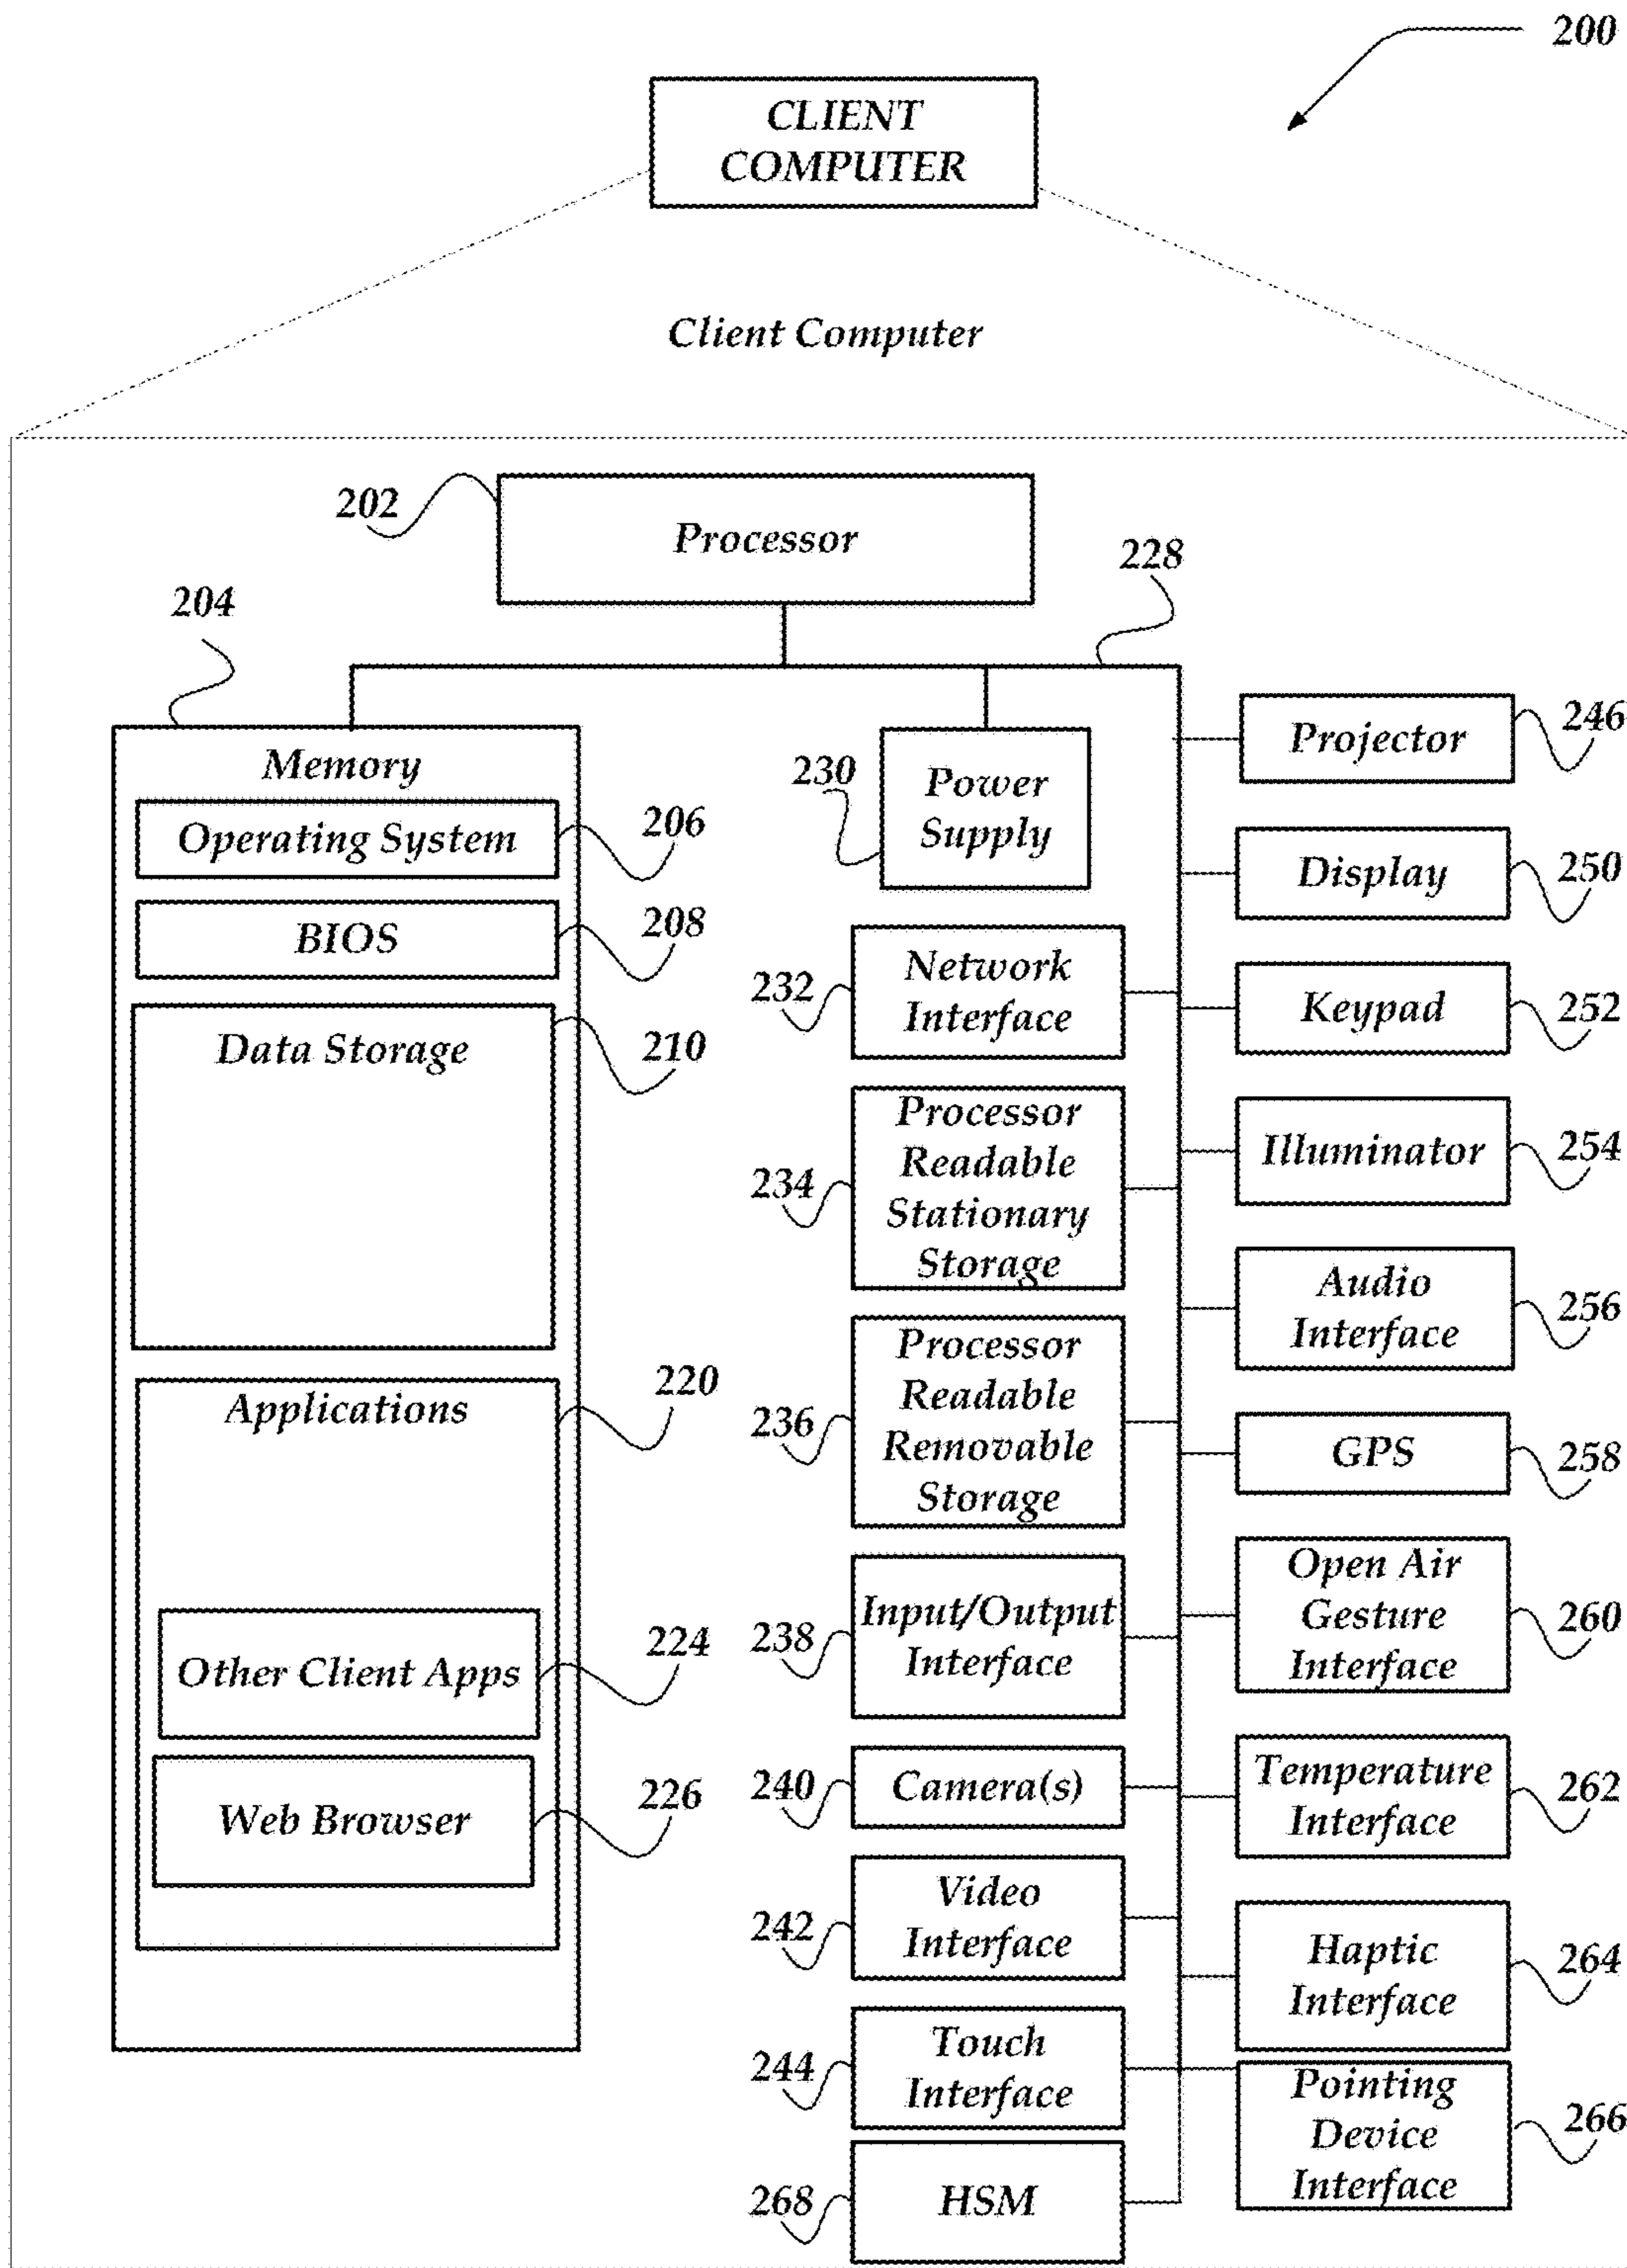 200
CLIENT
COMPUTER
Client Computer
202
Processor
228
204
Memory
Operating System
206
BIOS
208
Data Storage
210
Applications
220
Other Client Apps
224
Web Browser
226
230
Power
Supply
232
Network
Interface
234
Processor
Readable
Stationary
Storage
236
Processor
Readable
Removable
Storage
238
Input/Output
Interface
240
Camera(s)
242
Video
Interface
244
Touch
Interface
268
HSM
Projector
246
Display
250
Keypad
252
Illuminator
254
Audio
Interface
256
GPS
258
Open Air
Gesture
Interface
260
Temperature
Interface
262
Haptic
Interface
264
Pointing
Device
Interface
266